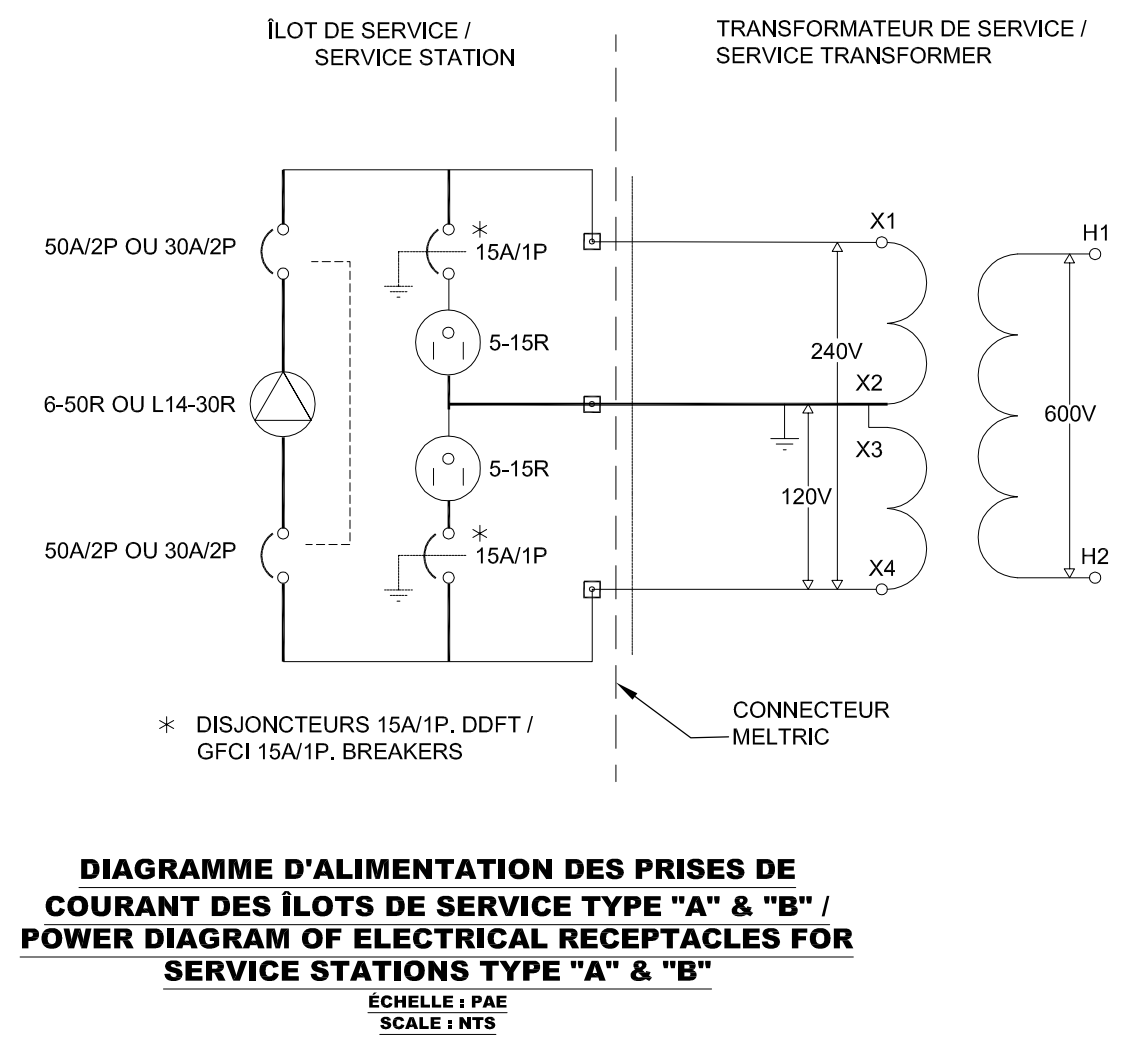 ÎLOT DE SERVICE /
SERVICE STATION
TRANSFORMATEUR DE SERVICE /
SERVICE TRANSFORMER
50A/2P OU 30A/2P
*
15A/1P
X1
H1
5-15R
240V
6-50R OU L14-30R
X2
600V
X3
5-15R
120V
50A/2P OU 30A/2P
*
15A/1P
X4
H2
* DISJONCTEURS 15A/1P. DDFT /
GFCI 15A/1P. BREAKERS
CONNECTEUR
MELTRIC
DIAGRAMME D'ALIMENTATION DES PRISES DE
COURANT DES ÎLOTS DE SERVICE TYPE "A" & "B" /
POWER DIAGRAM OF ELECTRICAL RECEPTACLES FOR
SERVICE STATIONS TYPE "A" & "B"
ÉCHELLE : PAE
SCALE : NTS